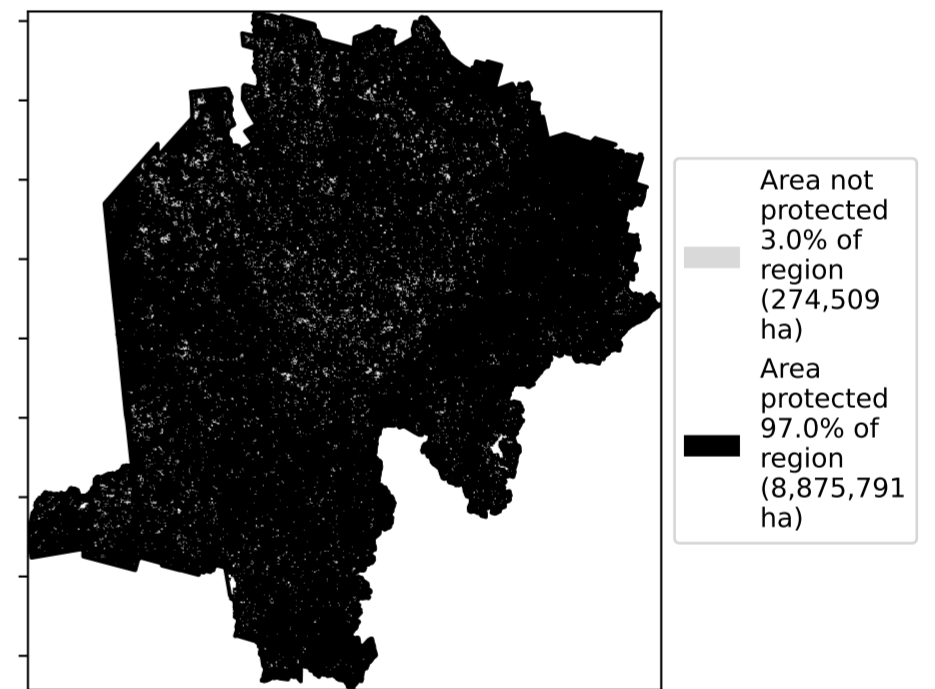 Area not
protected
3.0% of
region
(274,509
ha)
Area
protected
97.0% of
region
(8,875,791
ha)